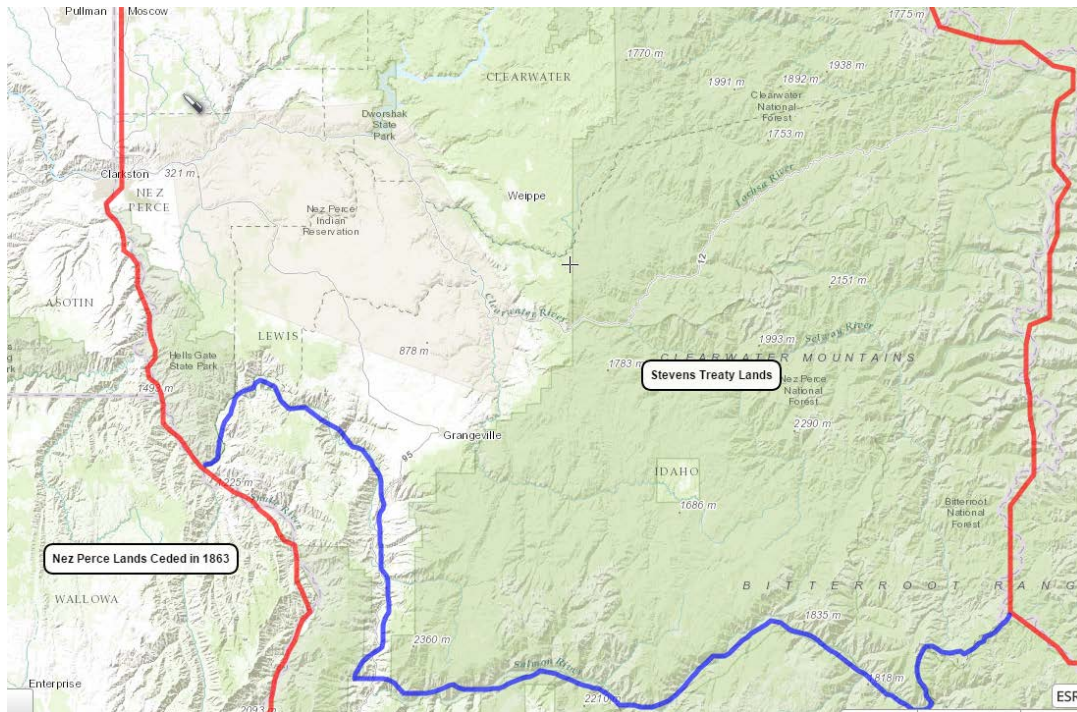 Pullman
Moscow
1775 m
1770 m
1938 m
1991 m
1892 m
CLEARWATER
Clearwater
National
Forest
1753 m
Dworshak
State
Park
Clarkston
321 m
NEZ
PERCE
Lochsa River
Weippe
Nez Perce
Indian
Reservation
12
2151 m
ASOTIN
Clearwater River
LEWIS
Selway River
1993 m
878 m
Hells Gate
State Park
1783 m
CLEARWATER MOUNTAINS
Stevens Treaty Lands
Nez Perce
National
Forest
2290 m
Grangeville
95
IDAHO
1686 m
1225 m
Snake River
Bitterroot
National
Forest
Nez Perce Lands Ceded in 1863
WALLOWA
BITTERROOT RANG
1835 m
2360 m
Salmon River
1818 m
Enterprise
2210 m
2093 m
ESR